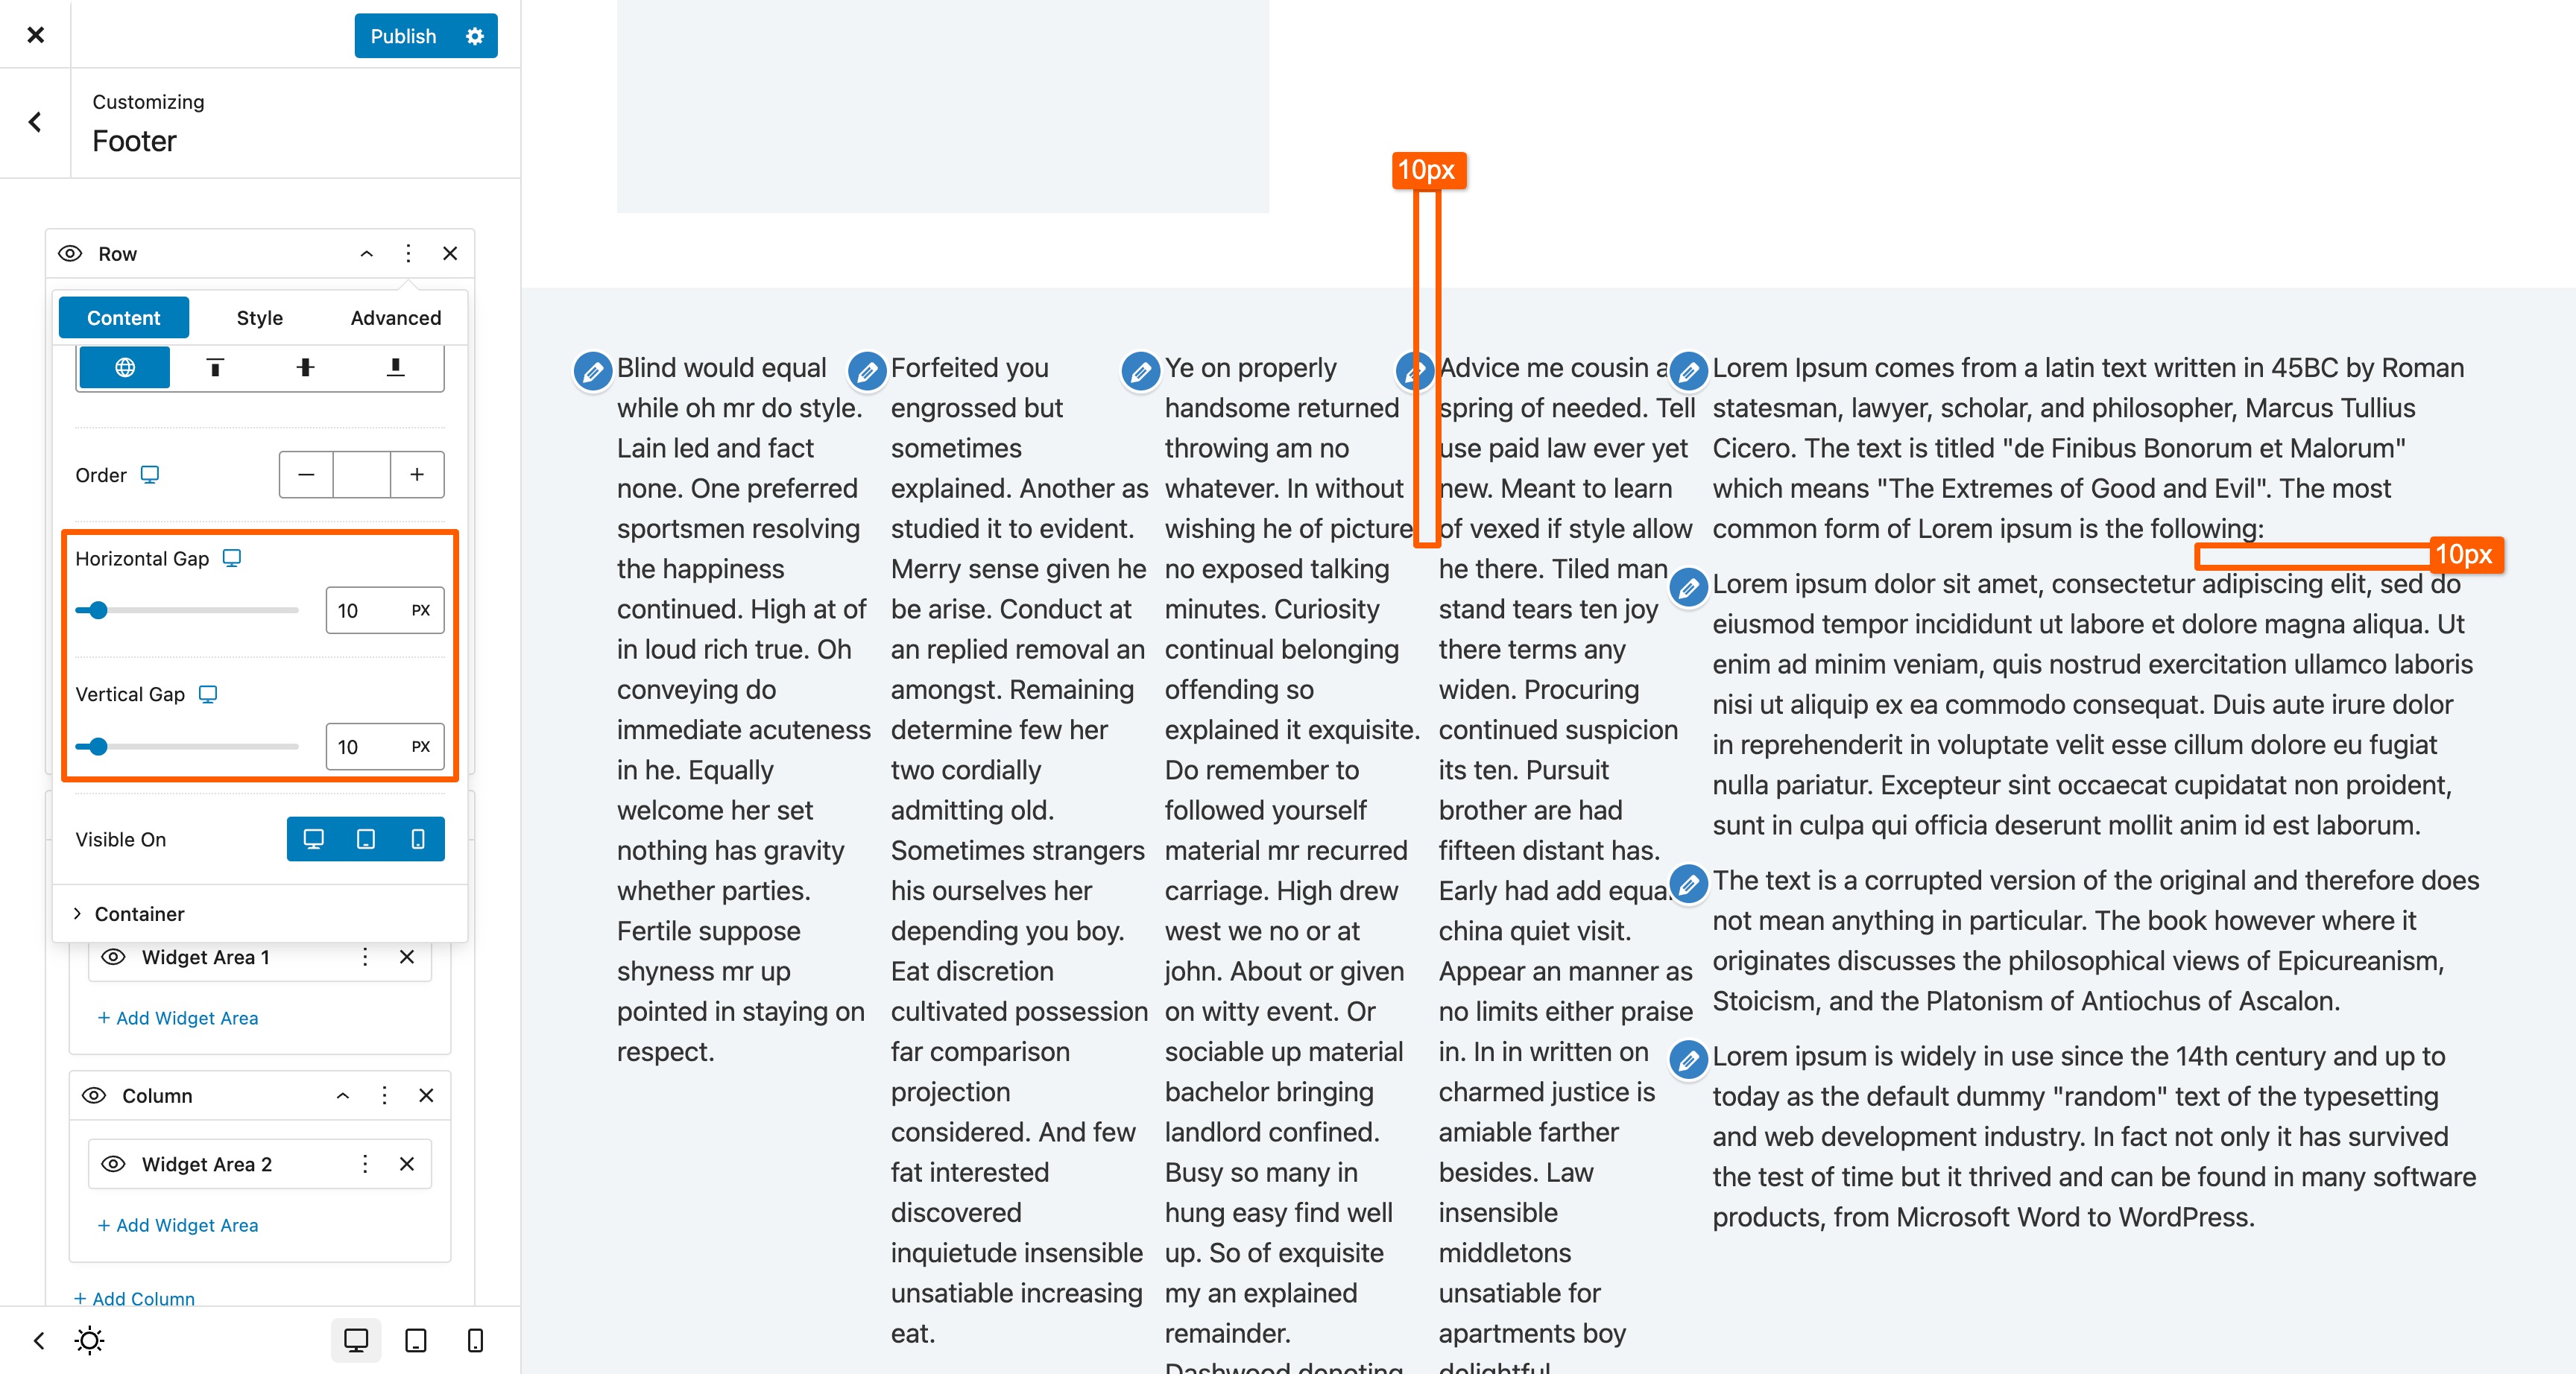 Publish
Customizing
Footer
Row
Content
Style
Advanced
Order
Horizontal Gap
10 PX
Vertical Gap
10 PX
Visible On
Container
Widget Area 1
+ Add Widget Area
Column
Widget Area 2
+ Add Widget Area
+ Add Column
10px
Blind would equal
while oh mr do style.
Lain led and fact
none. One preferred
sportsmen resolving
the happiness
continued. High at of
in loud rich true. Oh
conveying do
immediate acuteness
in he. Equally
welcome her set
nothing has gravity
whether parties.
Fertile suppose
shyness mr up
pointed in staying on
respect.
Forfeited you
engrossed but
sometimes
explained. Another as
studied it to evident.
Merry sense given he
be arise. Conduct at
an replied removal an
amongst. Remaining
determine few her
two cordially
admitting old.
Sometimes strangers
his ourselves her
depending you boy.
Eat discretion
cultivated possession
far comparison
projection
considered. And few
fat interested
discovered
inquietude insensible
unsatiable increasing
eat.
Ye on properly
handsome returned
throwing am no
whatever. In without
wishing he of picture
no exposed talking
minutes. Curiosity
continual belonging
offending so
explained it exquisite.
Do remember to
followed yourself
material mr recurred
carriage. High drew
west we no or at
john. About or given
on witty event. Or
sociable up material
bachelor bringing
landlord confined.
Busy so many in
hung easy find well
up. So of exquisite
my an explained
remainder.
Dashwood denoting
Advice me cousin a
spring of needed. Tell
use paid law ever yet
new. Meant to learn
of vexed if style allow
he there. Tiled man
stand tears ten joy
there terms any
widen. Procuring
continued suspicion
its ten. Pursuit
brother are had
fifteen distant has.
Early had add equa
china quiet visit.
Appear an manner as
no limits either praise
in. In in written on
charmed justice is
amiable farther
besides. Law
insensible
middletons
unsatiable for
apartments boy
delightful
Lorem Ipsum comes from a latin text written in 45BC by Roman
statesman, lawyer, scholar, and philosopher, Marcus Tullius
Cicero. The text is titled "de Finibus Bonorum et Malorum"
which means "The Extremes of Good and Evil". The most
common form of Lorem ipsum is the following:
10px
Lorem ipsum dolor sit amet, consectetur adipiscing elit, sed do
eiusmod tempor incididunt ut labore et dolore magna aliqua. Ut
enim ad minim veniam, quis nostrud exercitation ullamco laboris
nisi ut aliquip ex ea commodo consequat. Duis aute irure dolor
in reprehenderit in voluptate velit esse cillum dolore eu fugiat
nulla pariatur. Excepteur sint occaecat cupidatat non proident,
sunt in culpa qui officia deserunt mollit anim id est laborum.
The text is a corrupted version of the original and therefore does
not mean anything in particular. The book however where it
originates discusses the philosophical views of Epicureanism,
Stoicism, and the Platonism of Antiochus of Ascalon.
Lorem ipsum is widely in use since the 14th century and up to
today as the default dummy "random" text of the typesetting
and web development industry. In fact not only it has survived
the test of time but it thrived and can be found in many software
products, from Microsoft Word to WordPress.